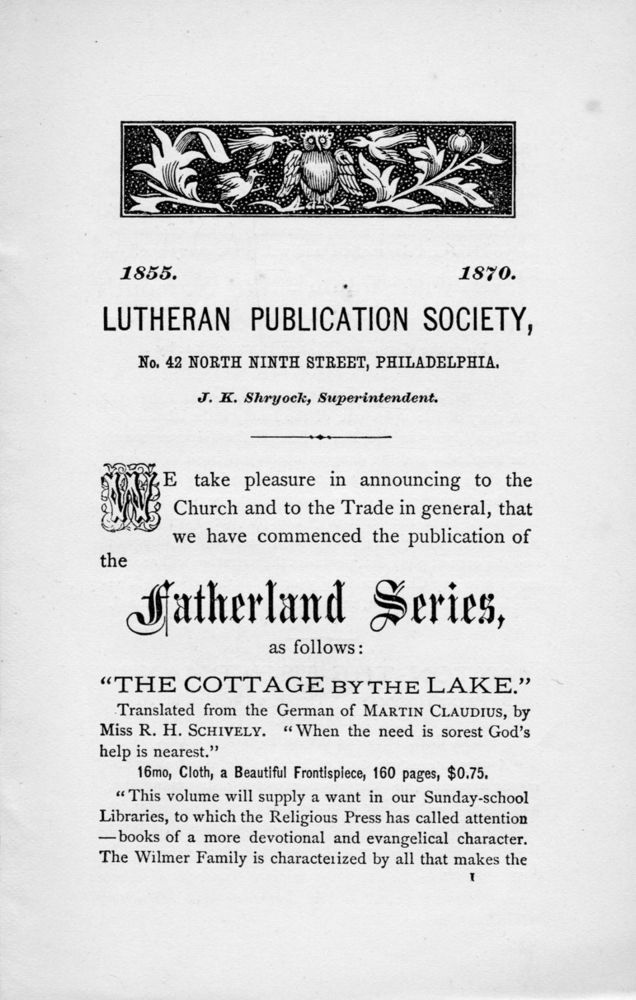 1855. 1870.
LUTHERAN PUBLICATION SOCIETY,
No. 42 NORTH NINTH STREET, PHILADELPHIA.
J. K. Shryock, Superintendent.
WE take pleasure in announcing to the
Church and to the Trade in general, that
we have commenced the publication of
the
Fatherland Series,
as follows:
“THE COTTAGE BY THE LAKE.”
Translated from the German of MARTIN CLAUDIUS, by
Miss R. H. SCHIVELY. “When the need is sorest God's
help is nearest.”
16mo, Cloth, a Beautiful Frontispiece, 160 pages, $0.75.
“This volume will supply a want in our Sunday-school
Libraries, to which the Religious Press has called attention
—books of a more devotional and evangelical character.
The Wilmer Family is characterized by all that makes the
1